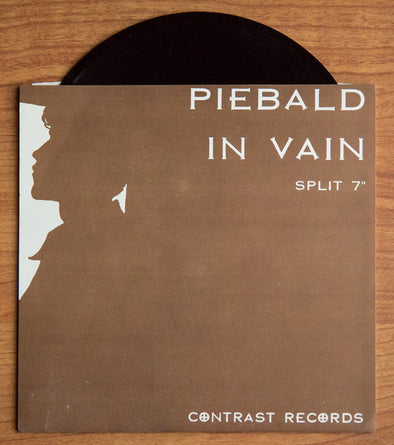 PIEBALD
IN VAIN
SPLIT 7"
CONTRAST RECORDS